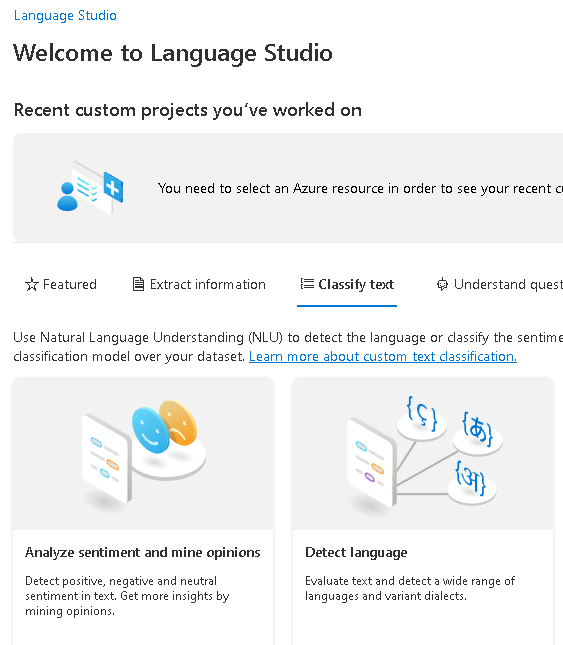 Language Studio
Welcome to Language Studio
Recent custom projects you've worked on
You need to select an Azure resource in order to see your recent
Featured
Extract information
Classify text
Understand
Use Natural Language Understanding (NLU) to detect the language or classify the
classification model over your dataset. Learn more about custom text classification.
{ç}
{あ}
{अ}
Analyze sentiment and mine opinions
Detect positive, negative and neutral
sentiment in text. Get more insights by
mining opinions.
Detect language
Evaluate text and detect a wide range of
languages and variant dialects.